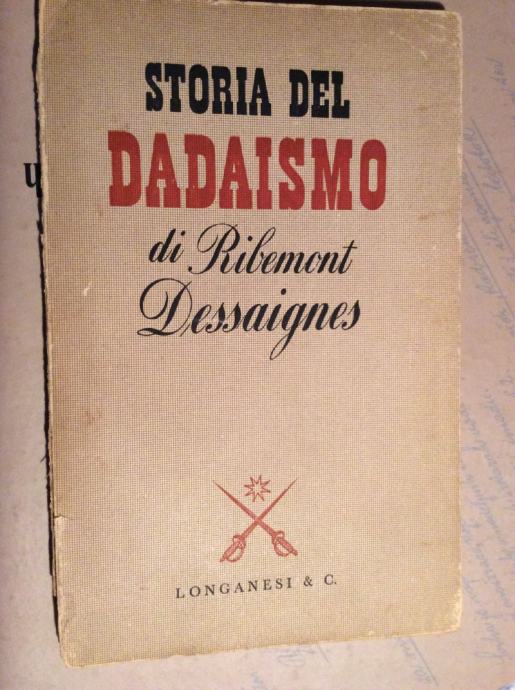 STORIA DEL
DADAISMO
di Ribemont
Dessaignes
LONGANESI & C.